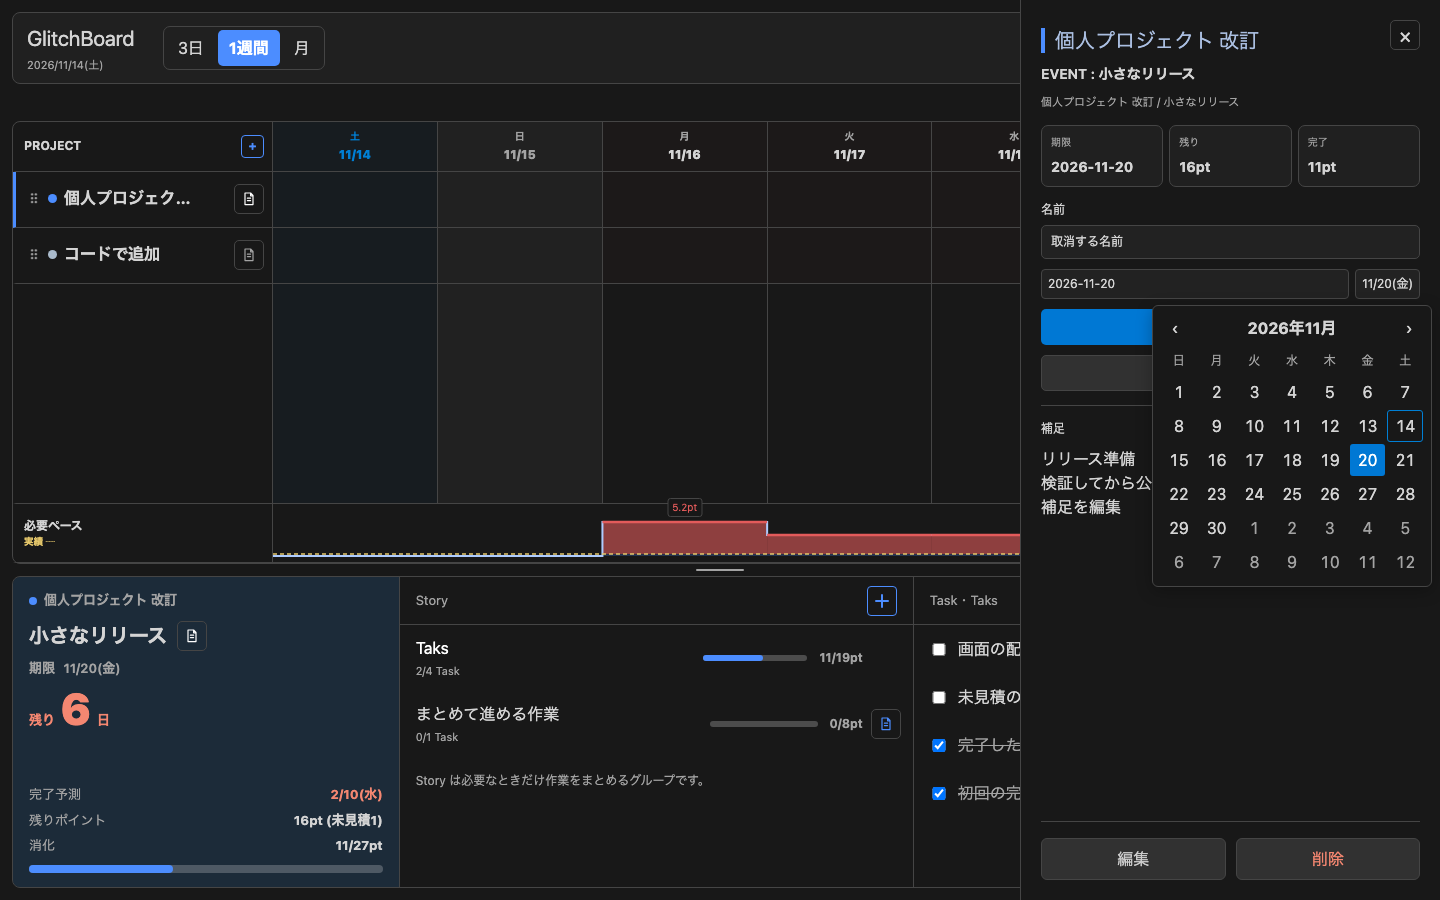 GlitchBoard
2026/11/14(土)
3日 1週間 月
PROJECT
+
土 11/14
日 11/15
月 11/16
火 11/17
水
個人プロジェク...
コードで追加
必要ペース
実績 —
5.2pt
個人プロジェクト 改訂
小さなリリース
期限 11/20(金)
残り 6 日
完了予測 2/10(水)
残りポイント 16pt (未見積1)
消化 11/27pt
Story
+
Taks
2/4 Task
11/19pt
まとめて進める作業
0/1 Task
0/8pt
Story は必要なときだけ作業をまとめるグループです。
Task・Taks
画面の配
未見積の
完了した
初回の完
個人プロジェクト 改訂
×
EVENT : 小さなリリース
個人プロジェクト 改訂 / 小さなリリース
期限 2026-11-20
残り 16pt
完了 11pt
名前
取消する名前
2026-11-20 11/20(金)
‹ 2026年11月 ›
日 月 火 水 木 金 土
1 2 3 4 5 6 7
8 9 10 11 12 13 14
15 16 17 18 19 20 21
22 23 24 25 26 27 28
29 30 1 2 3 4 5
6 7 8 9 10 11 12
補足
リリース準備
検証してから公
補足を編集
編集 削除